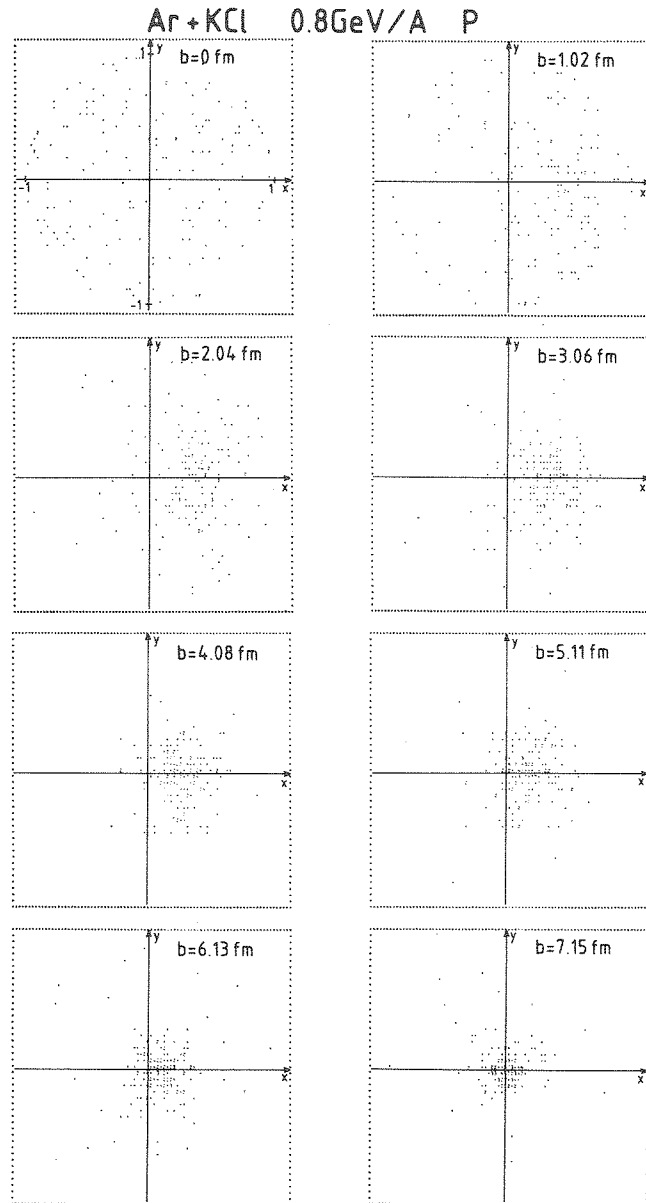 Ar + KCl 0.8GeV/A P
b=0 fm
b=1.02 fm
1 y
y
-1 1 x
x
-1
b=2.04 fm
b=3.06 fm
y
y
x
x
b=4.08 fm
b=5.11 fm
y
y
x
x
b=6.13 fm
b=7.15 fm
y
y
x
x